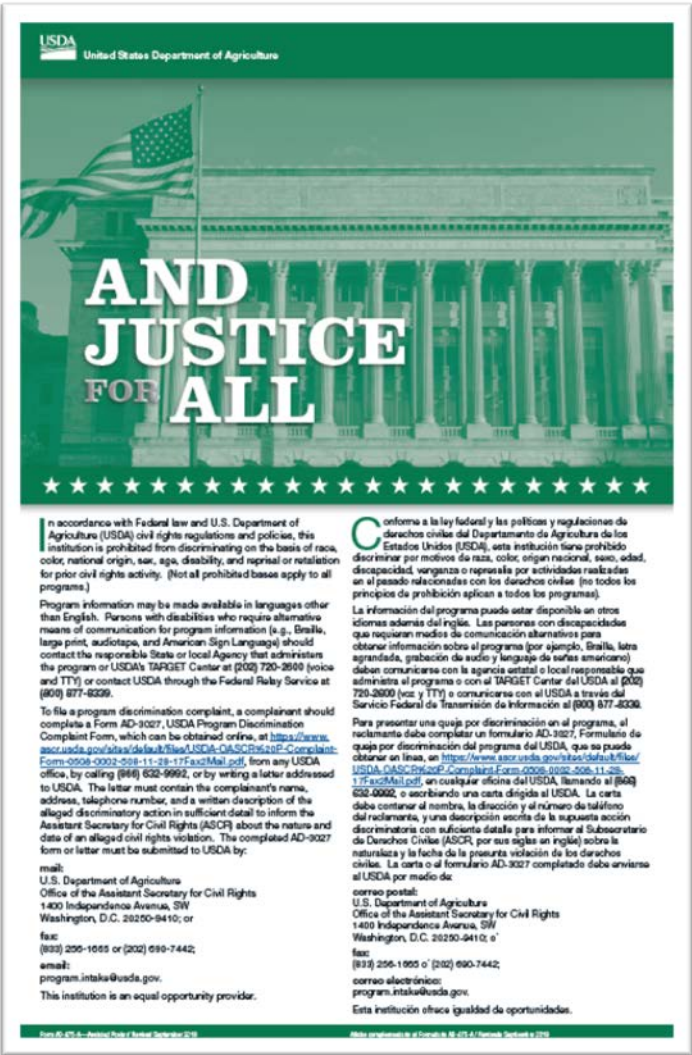 USDA
United States Department of Agriculture
AND
JUSTICE
FOR ALL
In accordance with Federal law and U.S. Department of
Agriculture (USDA) civil rights regulations and policies, this
institution is prohibited from discriminating on the basis of race,
color, national origin, sex, age, disability, and reprisal or retaliation
for prior civil rights activity. (Not all prohibited bases apply to all
programs.)
Program information may be made available in languages other
than English. Persons with disabilities who require alternative
means of communication for program information (e.g., Braille,
large print, audiotape, and American Sign Language) should
contact the responsible State or local Agency that administers
the program or USDA's TARGET Center at (202) 720-2600 (voice
and TTY) or contact USDA through the Federal Relay Service at
(800) 877-8339.
To file a program discrimination complaint, a complainant should
complete a Form AD-3027, USDA Program Discrimination
Complaint Form, which can be obtained online, at https://www.
ascr.usda.gov/sites/default/files/USDA-OASCR%20P-Complaint-
Form-0508-0002-508-11-28-17Fax2Mail.pdf, from any USDA
office, by calling (866) 632-9992, or by writing a letter addressed
to USDA. The letter must contain the complainant's name,
address, telephone number, and a written description of the
alleged discriminatory action in sufficient detail to inform the
Assistant Secretary for Civil Rights (ASCR) about the nature and
date of an alleged civil rights violation. The completed AD-3027
form or letter must be submitted to USDA by:
mail:
U.S. Department of Agriculture
Office of the Assistant Secretary for Civil Rights
1400 Independence Avenue, SW
Washington, D.C. 20250-9410; or
fax:
(833) 256-1665 or (202) 690-7442;
email:
program.intake@usda.gov.
This institution is an equal opportunity provider.
Conforme a la ley federal y las políticas y regulaciones de
derechos civiles del Departamento de Agricultura de los
Estados Unidos (USDA), esta institución tiene prohibido
discriminar por motivos de raza, color, origen nacional, sexo, edad,
discapacidad, venganza o represalia por actividades realizadas
en el pasado relacionadas con los derechos civiles (no todos los
principios de prohibición aplican a todos los programas).
La información del programa puede estar disponible en otros
idiomas además del inglés. Las personas con discapacidades
que requieran medios de comunicación alternativos para
obtener información sobre el programa (por ejemplo, Braille, letra
agrandada, grabación de audio y lenguaje de señas americano)
deben comunicarse con la agencia estatal o local responsable que
administra el programa o con el TARGET Center del USDA al (202)
720-2600 (voz y TTY) o comunicarse con el USDA a través del
Servicio Federal de Transmisión de Información al (800) 877-8339.
Para presentar una queja por discriminación en el programa, el
reclamante debe completar un formulario AD-3027, Formulario de
queja por discriminación del programa del USDA, que se puede
obtener en línea, en https://www.ascr.usda.gov/sites/default/files/
USDA-OASCR%20P-Complaint-Form-0508-0002-508-11-28-
17Fax2Mail.pdf, en cualquier oficina del USDA, llamando al (866)
632-9992, o escribiendo una carta dirigida al USDA. La carta
debe contener el nombre, la dirección y el número de teléfono
del reclamante, y una descripción escrita de la supuesta acción
discriminatoria con suficiente detalle para informar al Subsecretario
de Derechos Civiles (ASCR, por sus siglas en inglés) sobre la
naturaleza y la fecha de la presunta violación de los derechos
civiles. La carta o el formulario AD-3027 completado debe enviarse
al USDA por medio de:
correo postal:
U.S. Department of Agriculture
Office of the Assistant Secretary for Civil Rights
1400 Independence Avenue, SW
Washington, D.C. 20250-9410; o'
fax:
(833) 256-1665 o' (202) 690-7442;
correo electrónico:
program.intake@usda.gov.
Esta institución ofrece igualdad de oportunidades.